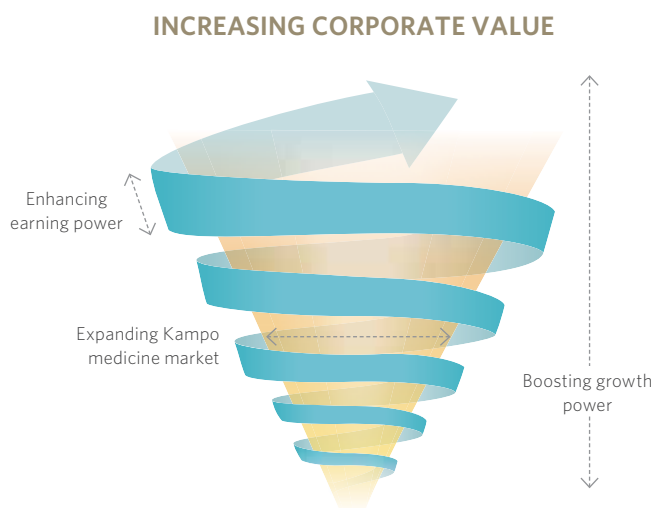 INCREASING CORPORATE VALUE
Enhancing
earning power
Expanding Kampo
medicine market
Boosting growth
power